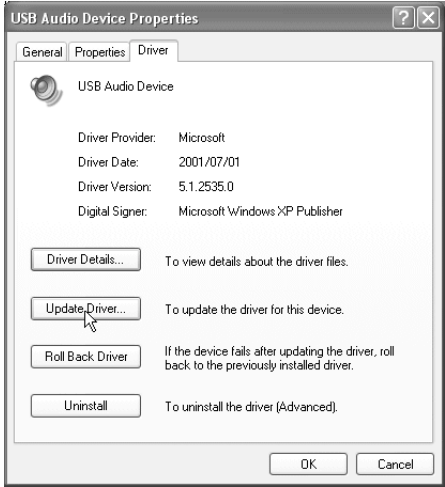 USB Audio Device Properties
General Properties Driver
USB Audio Device
Driver Provider: Microsoft
Driver Date: 2001/07/01
Driver Version: 5.1.2535.0
Digital Signer: Microsoft Windows XP Publisher
Driver Details... To view details about the driver files.
Update Driver... To update the driver for this device.
Roll Back Driver If the device fails after updating the driver, roll
back to the previously installed driver.
Uninstall To uninstall the driver (Advanced).
OK Cancel